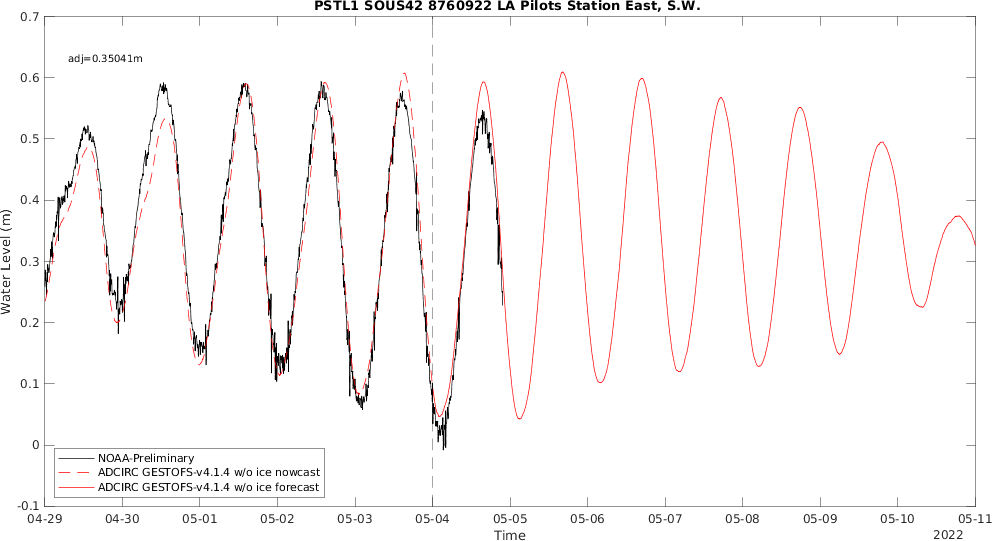 PSTL1 SOUS42 8760922 LA Pilots Station East, S.W.
adj=0.35041m
0.7
0.6
0.5
0.4
0.3
0.2
0.1
0
-0.1
Water Level (m)
NOAA-Preliminary
ADCIRC GESTOFS-v4.1.4 w/o ice nowcast
ADCIRC GESTOFS-v4.1.4 w/o ice forecast
04-29 04-30 05-01 05-02 05-03 05-04 05-05 05-06 05-07 05-08 05-09 05-10 05-11
Time
2022